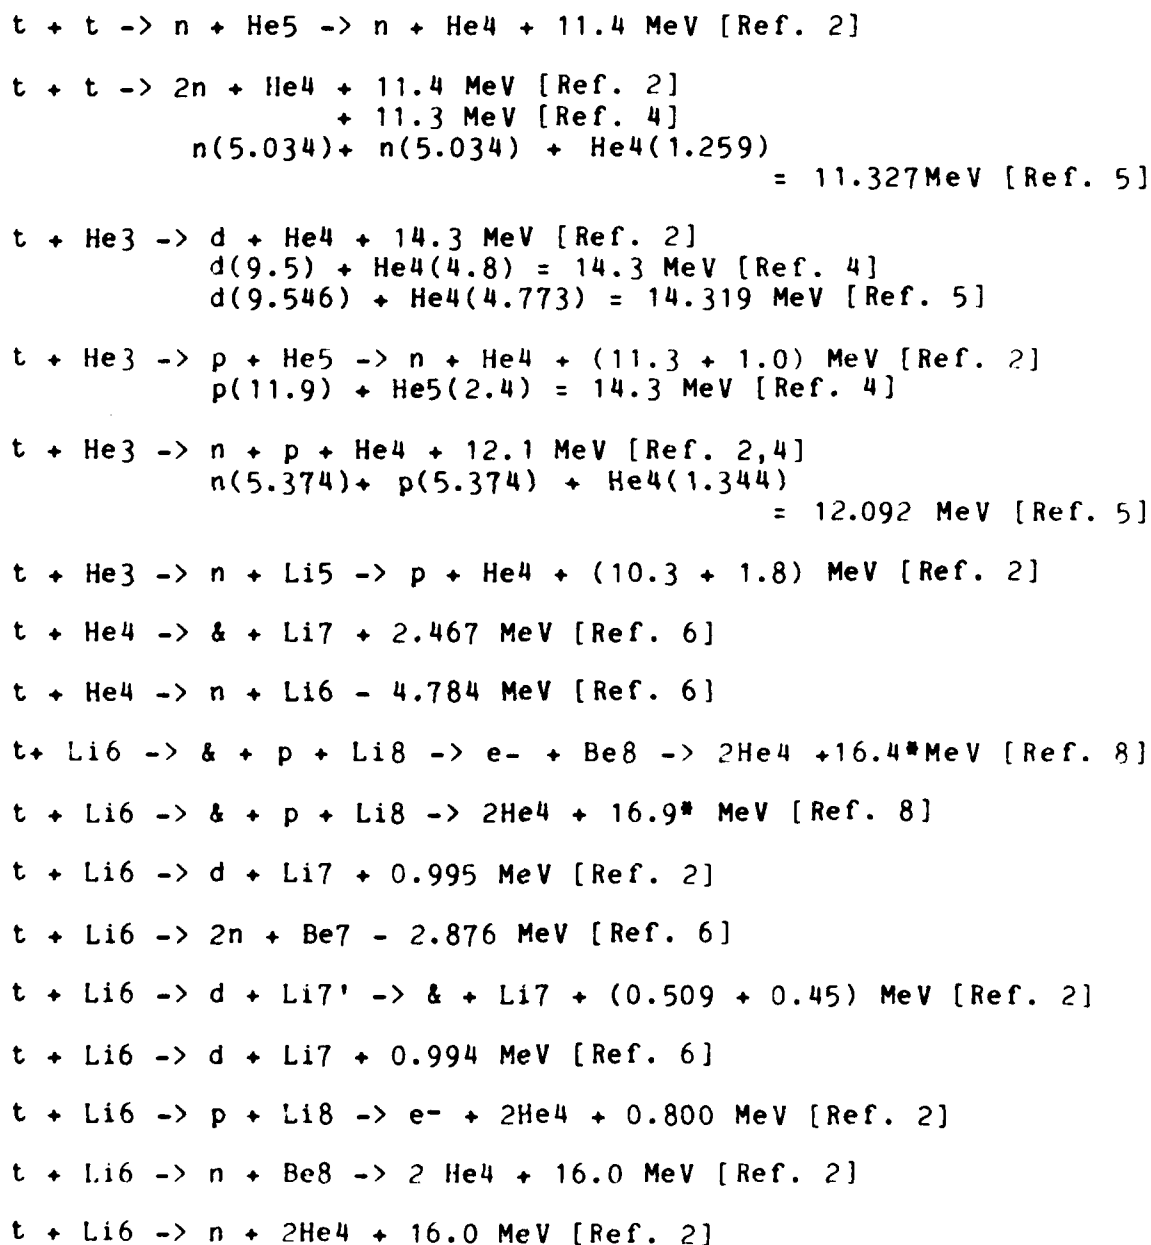 t + t -> n + He5 -> n + He4 + 11.4 MeV [Ref. 2]
t + t -> 2n + He4 + 11.4 MeV [Ref. 2]
+ 11.3 MeV [Ref. 4]
n(5.034)+ n(5.034) + He4(1.259)
= 11.327MeV [Ref. 5]
t + He3 -> d + He4 + 14.3 MeV [Ref. 2]
d(9.5) + He4(4.8) = 14.3 MeV [Ref. 4]
d(9.546) + He4(4.773) = 14.319 MeV [Ref. 5]
t + He3 -> p + He5 -> n + He4 + (11.3 + 1.0) MeV [Ref. 2]
p(11.9) + He5(2.4) = 14.3 MeV [Ref. 4]
t + He3 -> n + p + He4 + 12.1 MeV [Ref. 2,4]
n(5.374)+ p(5.374) + He4(1.344)
= 12.092 MeV [Ref. 5]
t + He3 -> n + Li5 -> p + He4 + (10.3 + 1.8) MeV [Ref. 2]
t + He4 -> & + Li7 + 2.467 MeV [Ref. 6]
t + He4 -> n + Li6 - 4.784 MeV [Ref. 6]
t+ Li6 -> & + p + Li8 -> e- + Be8 -> 2He4 +16.4*MeV [Ref. 8]
t + Li6 -> & + p + Li8 -> 2He4 + 16.9* MeV [Ref. 8]
t + Li6 -> d + Li7 + 0.995 MeV [Ref. 2]
t + Li6 -> 2n + Be7 - 2.876 MeV [Ref. 6]
t + Li6 -> d + Li7' -> & + Li7 + (0.509 + 0.45) MeV [Ref. 2]
t + Li6 -> d + Li7 + 0.994 MeV [Ref. 6]
t + Li6 -> p + Li8 -> e- + 2He4 + 0.800 MeV [Ref. 2]
t + Li6 -> n + Be8 -> 2 He4 + 16.0 MeV [Ref. 2]
t + Li6 -> n + 2He4 + 16.0 MeV [Ref. 2]